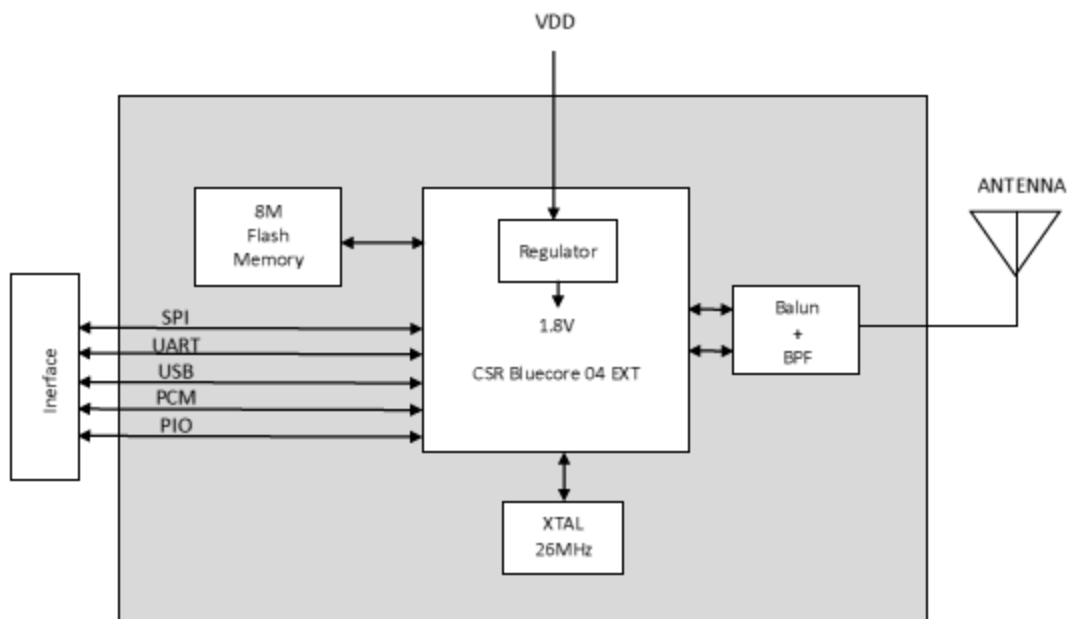 VDD
ANTENNA
8M
Flash
Memory
Regulator
1.8V
CSR Bluecore 04 EXT
Balun
+
BPF
Inerface
SPI
UART
USB
PCM
PIO
XTAL
26MHz